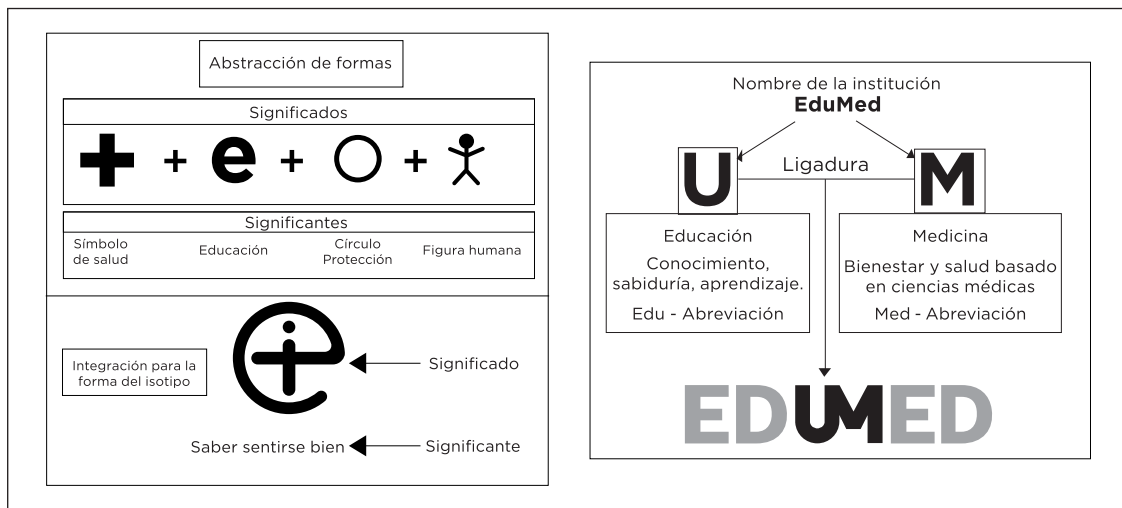 Abstracción de formas
Significados
+ + e + + 
Significantes
Símbolo
de salud
Educación
Círculo
Protección
Figura humana
Integración para la
forma del isotipo
e
Significado
Saber sentirse bien
Significante
Nombre de la institución
EduMed
U
Ligadura
M
Educación
Conocimiento,
sabiduría, aprendizaje.
Edu - Abreviación
Medicina
Bienestar y salud basado
en ciencias médicas
Med - Abreviación
EDUMED